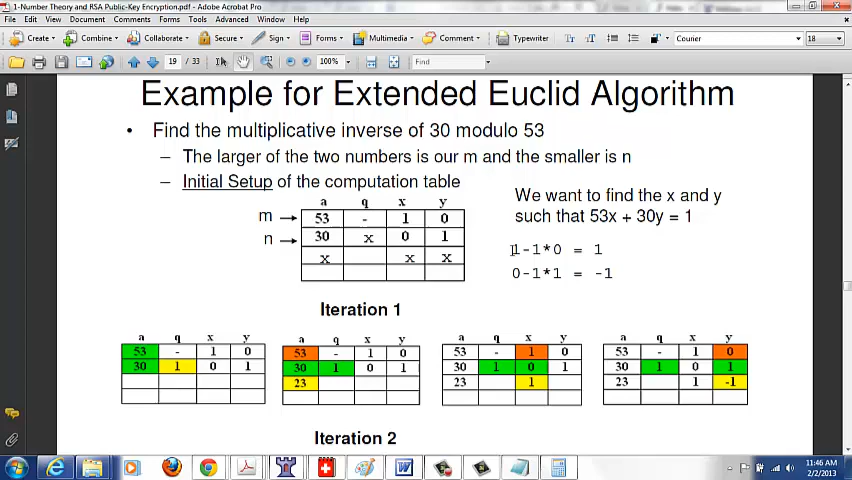 1-Number Theory and RSA Public-Key Encryption.pdf - Adobe Acrobat Pro
File Edit View Document Comments Forms Tools Advanced Window Help
Create Combine Collaborate Secure Sign Forms Multimedia Comment Typewriter Tr Tr Courier 18
19 / 33 100% Find
Example for Extended Euclid Algorithm
• Find the multiplicative inverse of 30 modulo 53
– The larger of the two numbers is our m and the smaller is n
– Initial Setup of the computation table
We want to find the x and y
such that 53x + 30y = 1
1-1*0 = 1
0-1*1 = -1
a q x y
m 53 - 1 0
n 30 x 0 1
x x x
Iteration 1
a q x y
53 - 1 0
30 1 0 1
a q x y
53 - 1 0
30 1 0 1
23
a q x y
53 - 1 0
30 1 0 1
23 1
a q x y
53 - 1 0
30 1 0 1
23 1 -1
Iteration 2
11:46 AM
2/2/2013